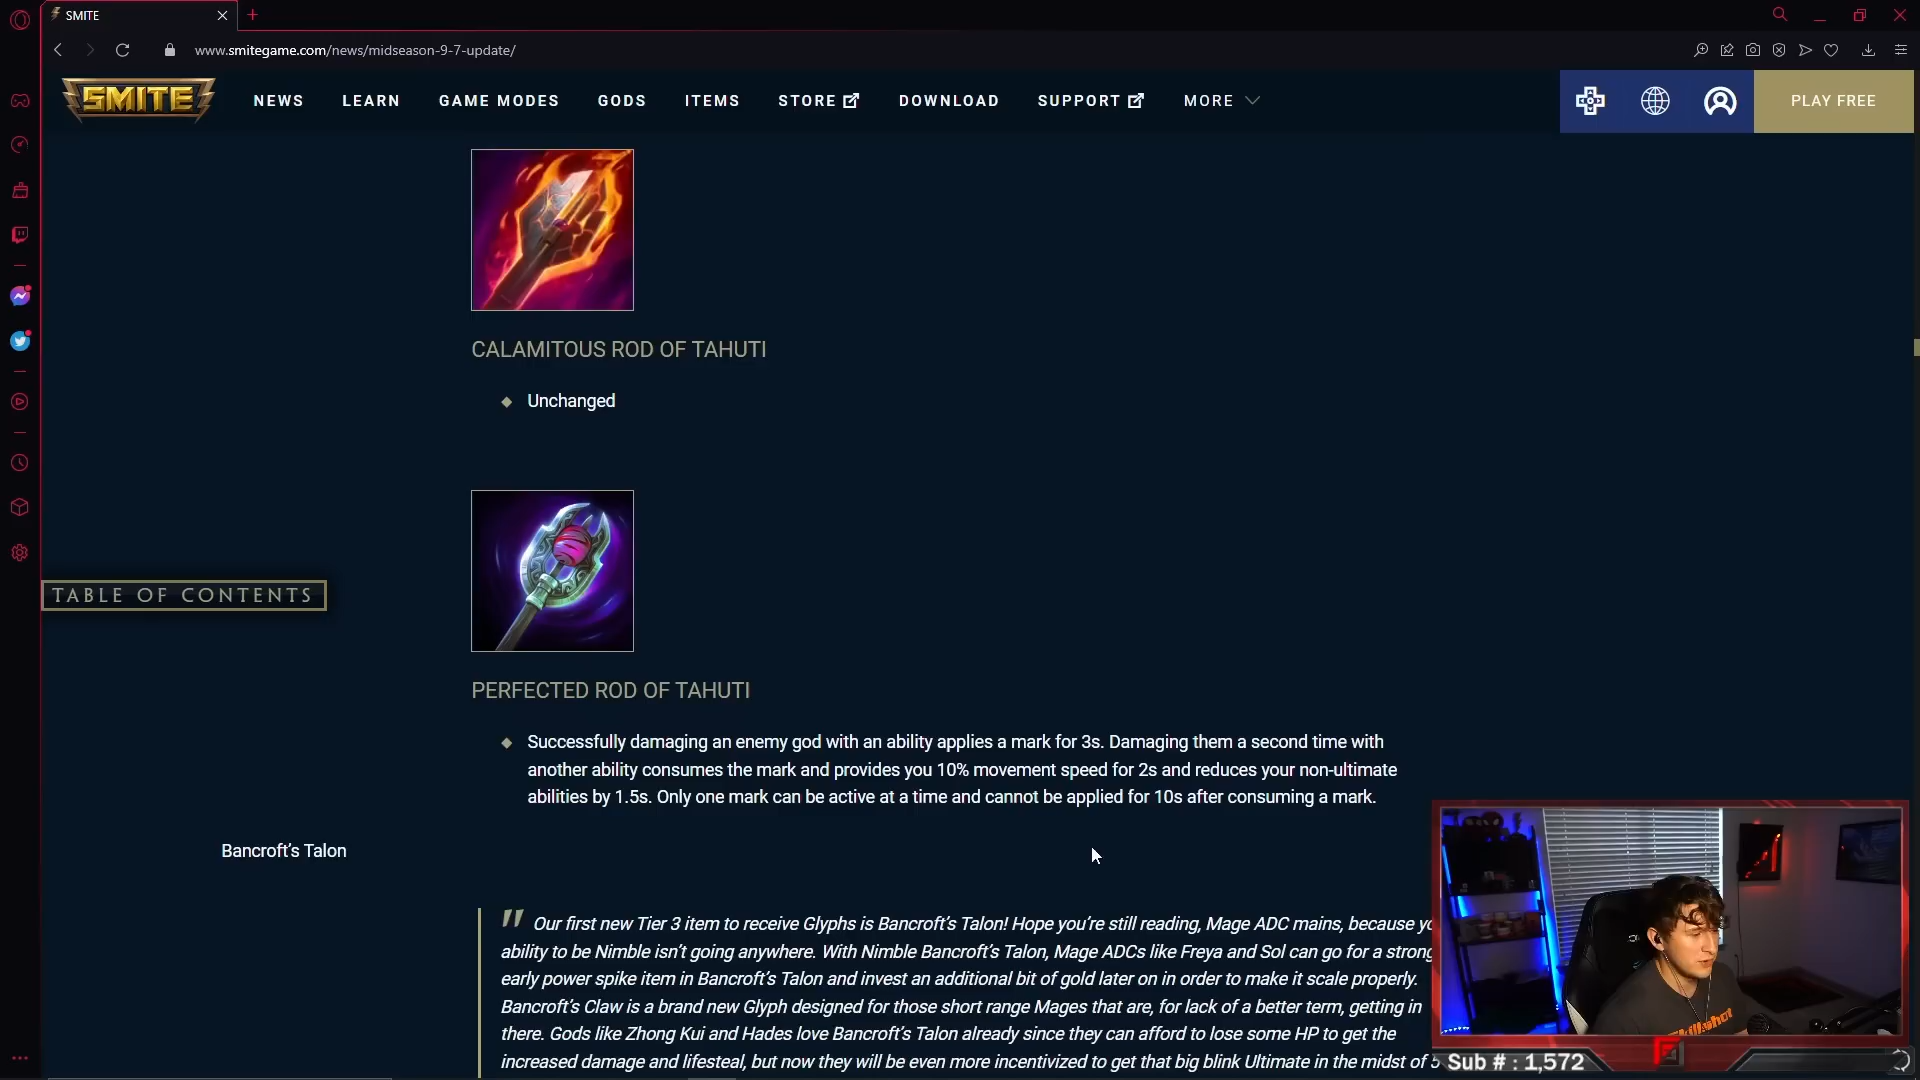 SMITE
www.smitegame.com/news/midseason-9-7-update/
SMITE
NEWS
LEARN
GAME MODES
GODS
ITEMS
STORE
DOWNLOAD
SUPPORT
MORE
PLAY FREE
CALAMITOUS ROD OF TAHUTI
Unchanged
TABLE OF CONTENTS
PERFECTED ROD OF TAHUTI
Successfully damaging an enemy god with an ability applies a mark for 3s. Damaging them a second time with
another ability consumes the mark and provides you 10% movement speed for 2s and reduces your non-ultimate
abilities by 1.5s. Only one mark can be active at a time and cannot be applied for 10s after consuming a mark.
Bancroft’s Talon
" Our first new Tier 3 item to receive Glyphs is Bancroft’s Talon! Hope you’re still reading, Mage ADC mains, because
ability to be Nimble isn’t going anywhere. With Nimble Bancroft’s Talon, Mage ADCs like Freya and Sol can go for a strong
early power spike item in Bancroft’s Talon and invest an additional bit of gold later on in order to make it scale properly.
Bancroft’s Claw is a brand new Glyph designed for those short range Mages that are, for lack of a better term, getting in
there. Gods like Zhong Kui and Hades love Bancroft’s Talon already since they can afford to lose some HP to get the
increased damage and lifesteal, but now they will be even more incentivized to get that big blink Ultimate in the midst of 5
Sub # : 1,572